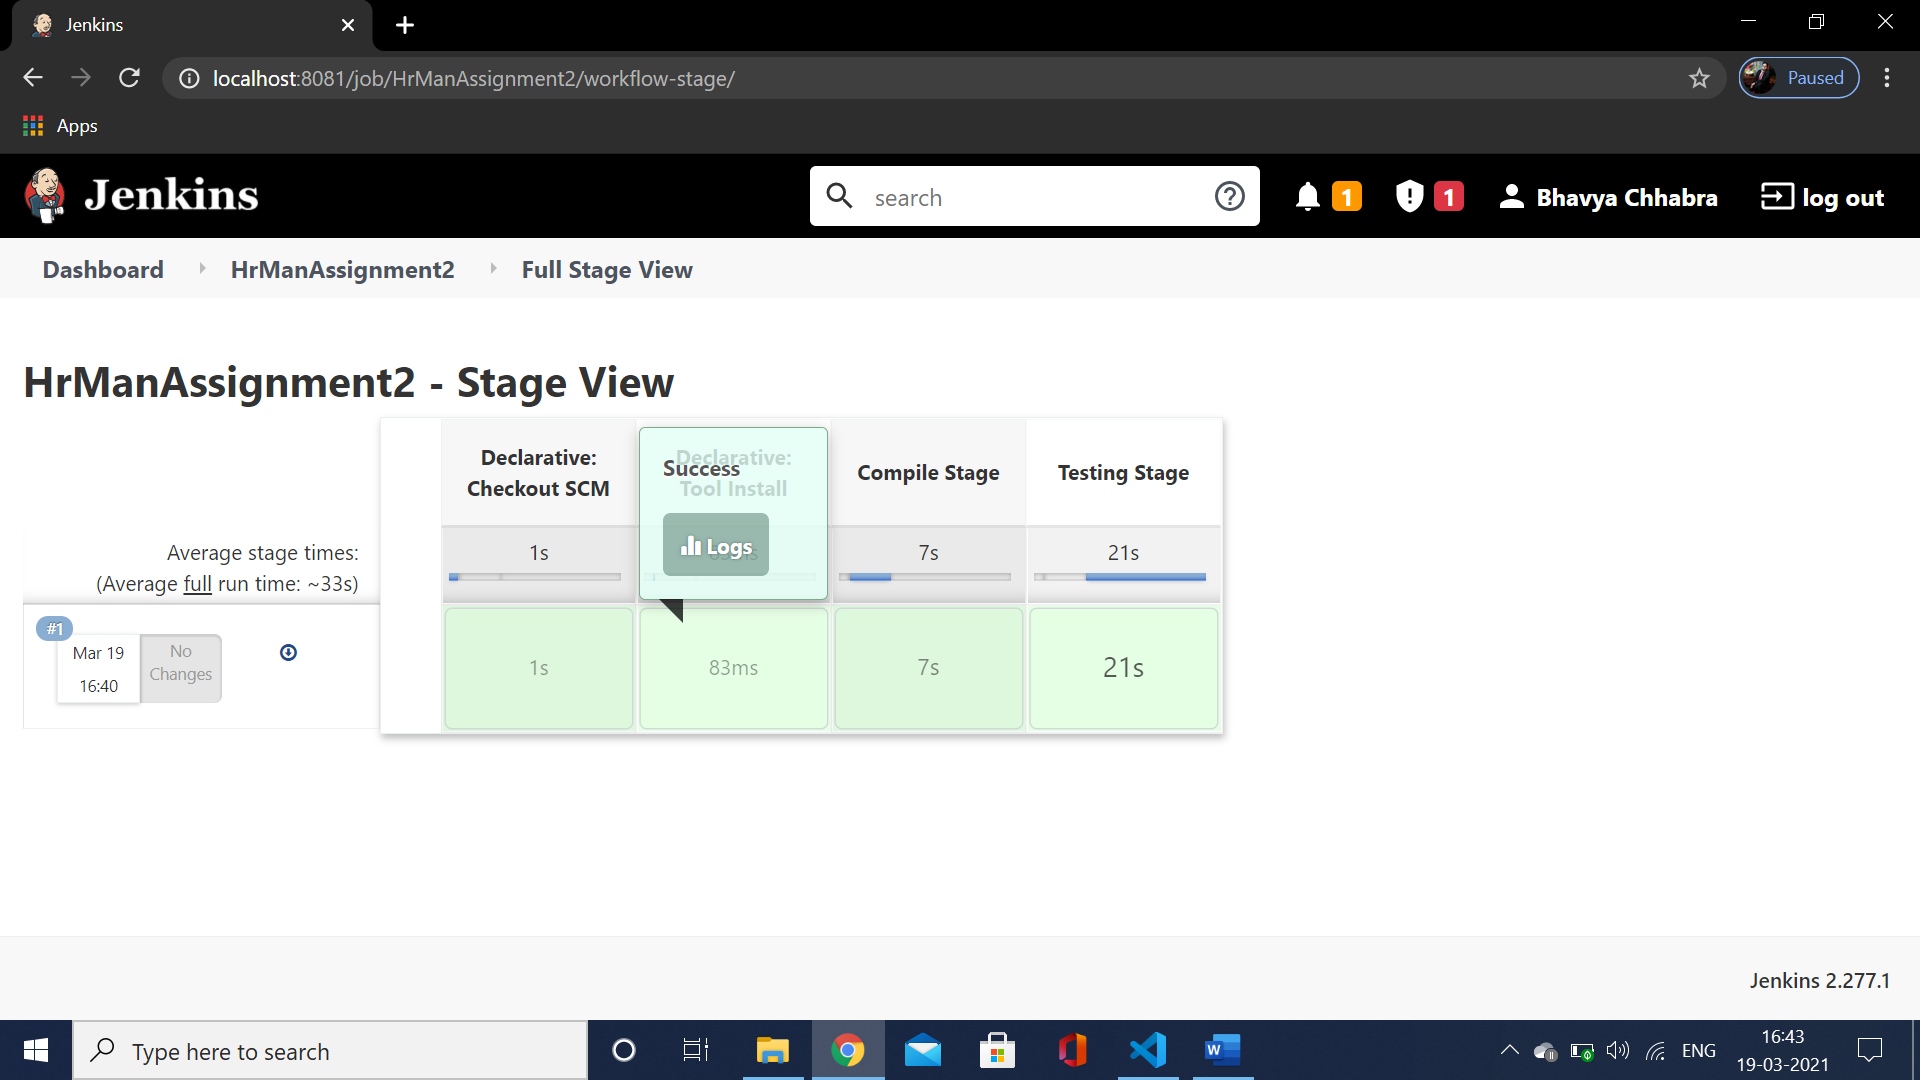 Jenkins
localhost:8081/job/HrManAssignment2/workflow-stage/
Paused
Apps
Jenkins
search
1
1
Bhavya Chhabra
log out
Dashboard
HrManAssignment2
Full Stage View
HrManAssignment2 - Stage View
Declarative:
Checkout SCM
Declarative:
Tool Install
Success
Logs
Compile Stage
Testing Stage
Average stage times:
(Average full run time: ~33s)
1s
7s
21s
#1
Mar 19
16:40
No
Changes
1s
83ms
7s
21s
Jenkins 2.277.1
Type here to search
ENG
16:43
19-03-2021